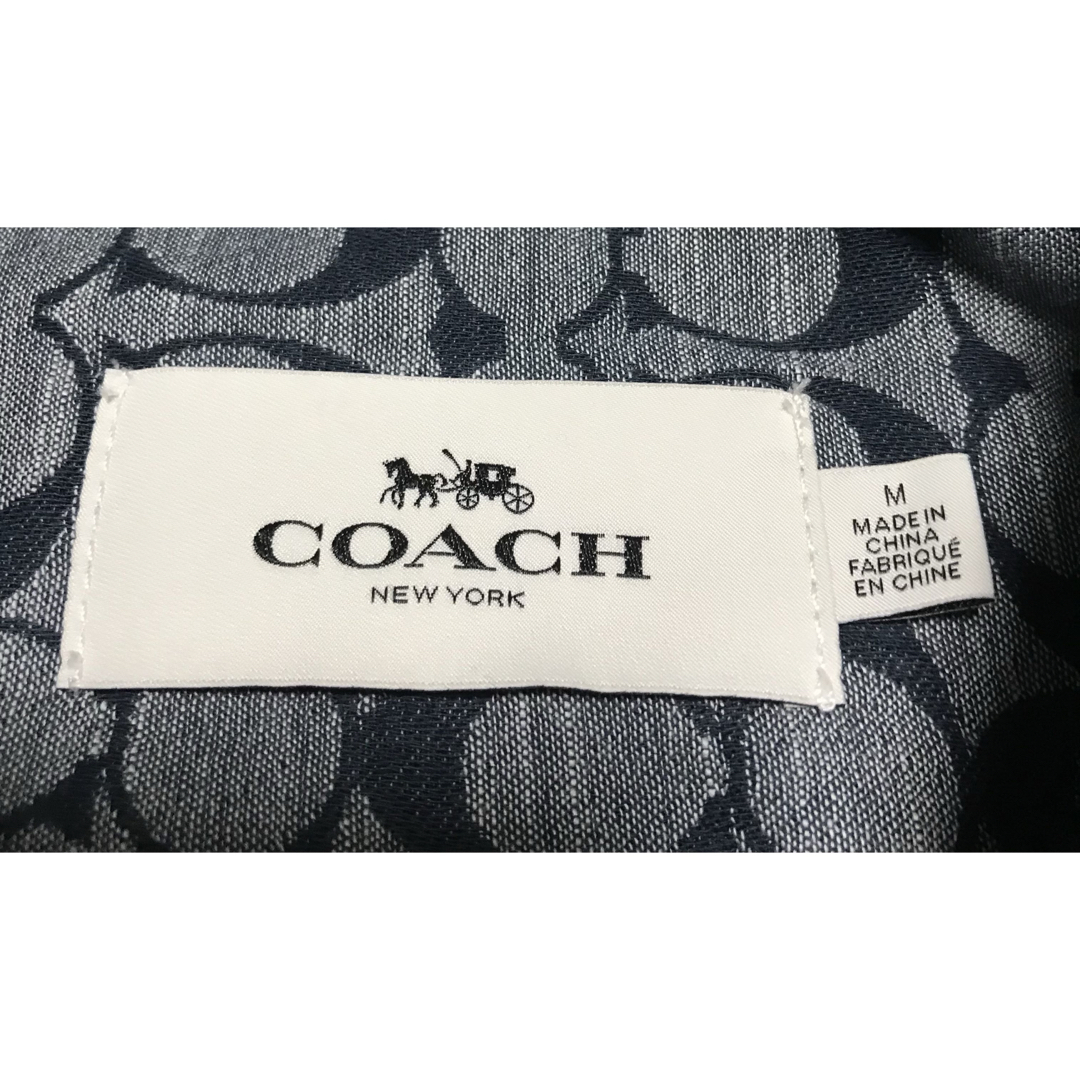 COACH
NEW YORK
M
MADE IN
CHINA
FABRIQUÉ
EN CHINE